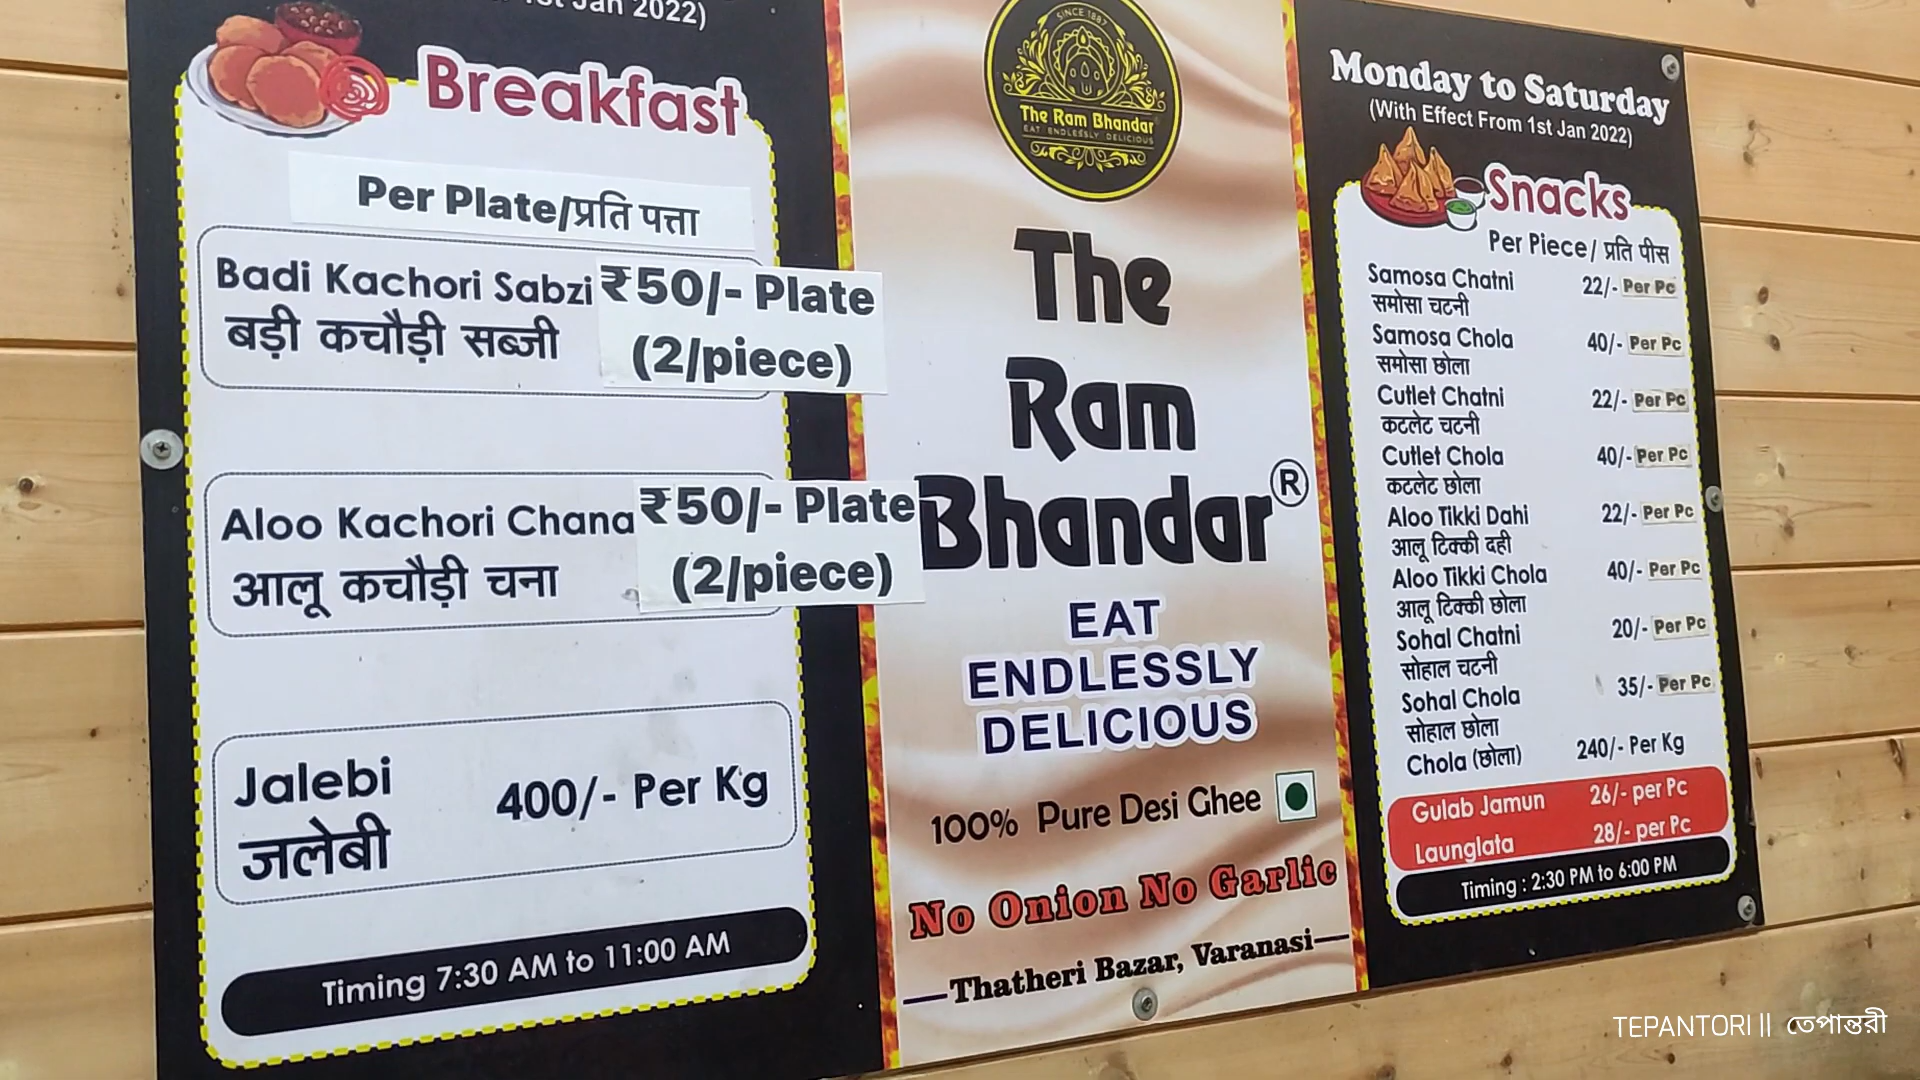 1st Jan 2022)
Breakfast
Per Plate/प्रति पत्ता
Badi Kachori Sabzi ₹50/- Plate
बड़ी कचौड़ी सब्जी (2/piece)
Aloo Kachori Chana ₹50/- Plate
आलू कचौड़ी चना (2/piece)
Jalebi 400/- Per Kg
जलेबी
Timing 7:30 AM to 11:00 AM
SINCE 1887
The Ram Bhandar
EAT ENDLESSLY DELICIOUS
The
Ram
Bhandar®
EAT
ENDLESSLY
DELICIOUS
100% Pure Desi Ghee
No Onion No Garlic
Thatheri Bazar, Varanasi
Monday to Saturday
(With Effect From 1st Jan 2022)
Snacks
Per Piece/ प्रति पीस
Samosa Chatni 22/- Per Pc
समोसा चटनी
Samosa Chola 40/- Per Pc
समोसा छोला
Cutlet Chatni 22/- Per Pc
कटलेट चटनी
Cutlet Chola 40/- Per Pc
कटलेट छोला
Aloo Tikki Dahi 22/- Per Pc
आलू टिक्की दही
Aloo Tikki Chola 40/- Per Pc
आलू टिक्की छोला
Sohal Chatni 20/- Per Pc
सोहाल चटनी
Sohal Chola 35/- Per Pc
सोहाल छोला
Chola (छोला) 240/- Per Kg
Gulab Jamun 26/- per Pc
Launglata 28/- per Pc
Timing : 2:30 PM to 6:00 PM
TEPANTORI || তেপান্তরী